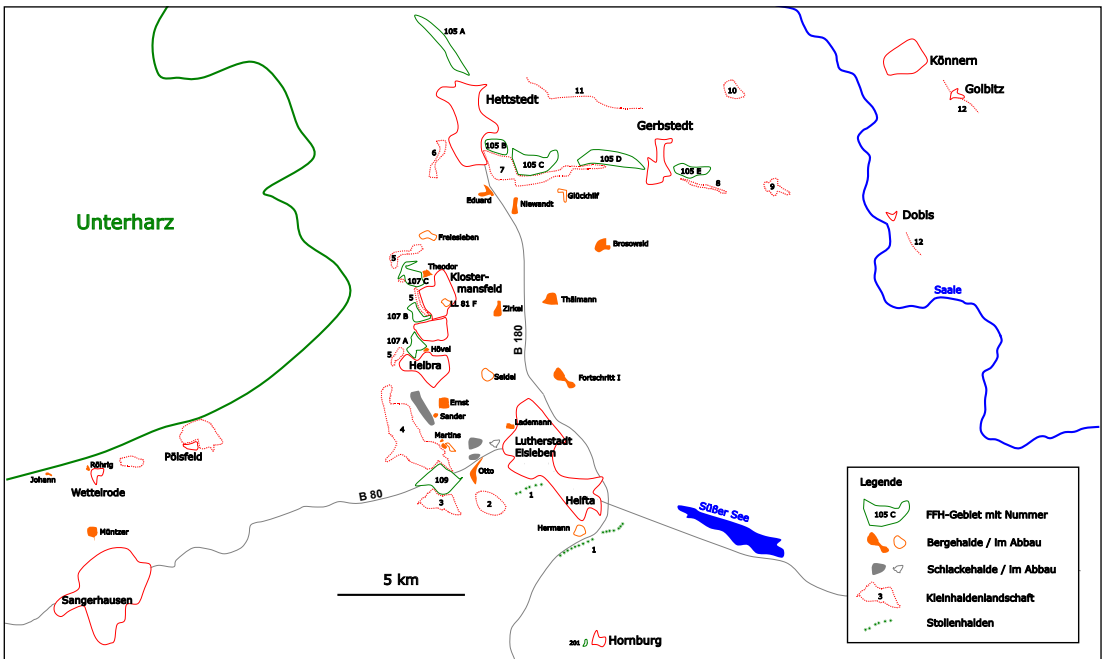 105 A
Könnern
Golbitz
12
10
11
Hettstedt
Gerbstedt
6
105 B
7
105 C
105 D
105 E
8
9
Eduard
Niewandt
Glückhilf
Unterharz
Dobis
12
Freiesleben
Brosowski
5
Theodor
107 C
Kloster-
mansfeld
Saale
5
LL 81 F
Zirkel
Thälmann
107 B
B 180
107 A
Hövel
5
Helbra
Seidel
Fortschritt I
Ernst
Sander
4
Martins
Lademann
Lutherstadt
Eisleben
Pölsfeld
Röhrig
Johann
Wettelrode
Otto
109
B 80
3
2
1
Helfta
Süßer See
Hermann
1
Müntzer
5 km
Sangerhausen
201
Hornburg
Legende
105 C
FFH-Gebiet mit Nummer
Bergehalde / im Abbau
Schlackehalde / im Abbau
3
Kleinhaldenlandschaft
Stollenhalden